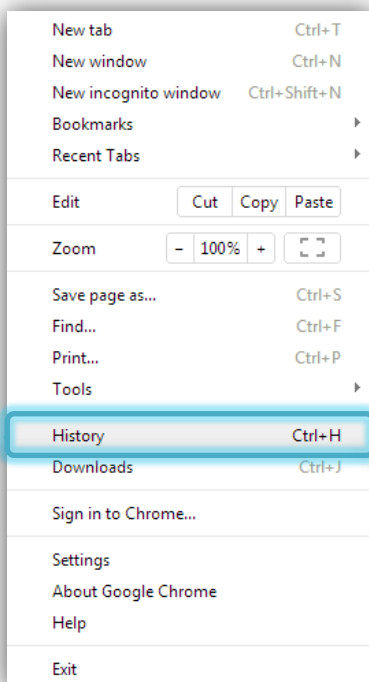 New tab Ctrl+T
New window Ctrl+N
New incognito window Ctrl+Shift+N
Bookmarks
Recent Tabs
Edit Cut Copy Paste
Zoom − 100% +
Save page as... Ctrl+S
Find... Ctrl+F
Print... Ctrl+P
Tools
History Ctrl+H
Downloads Ctrl+J
Sign in to Chrome...
Settings
About Google Chrome
Help
Exit